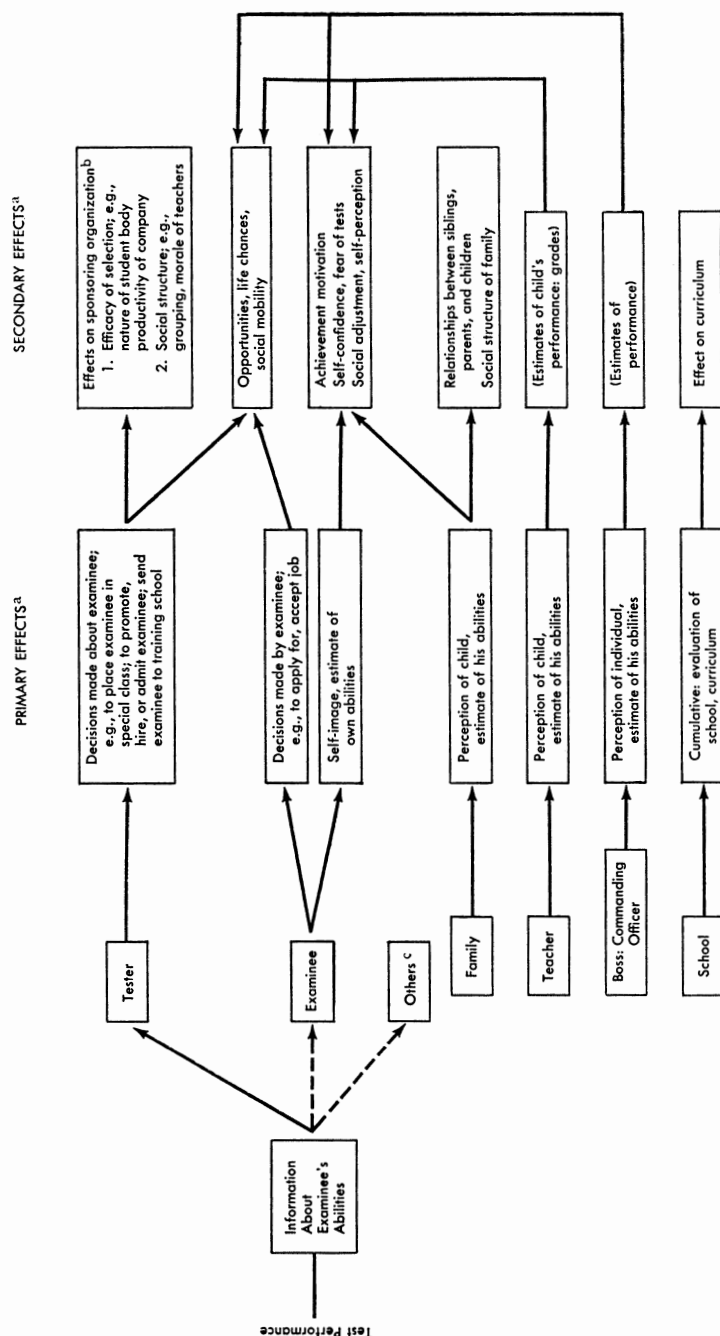 SECONDARY EFFECTSa
PRIMARY EFFECTSa
Effects on sponsoring organizationb
1. Efficacy of selection; e.g.,
nature of student body
productivity of company
2. Social structure; e.g.,
grouping, morale of teachers
Opportunities, life chances,
social mobility
Achievement motivation
Self-confidence, fear of tests
Social adjustment, self-perception
Relationships between siblings,
parents, and children
Social structure of family
(Estimates of child's
performance: grades)
(Estimates of
performance)
Effect on curriculum
Decisions made about examinee;
e.g., to place examinee in
special class; to promote,
hire, or admit examinee; send
examinee to training school
Decisions made by examinee;
e.g., to apply for, accept job
Self-image, estimate of
own abilities
Perception of child,
estimate of his abilities
Perception of child,
estimate of his abilities
Perception of individual,
estimate of his abilities
Cumulative: evaluation of
school, curriculum
Tester
Examinee
Others c
Family
Teacher
Boss: Commanding
Officer
School
Information
About
Examinee's
Abilities
Test Performance